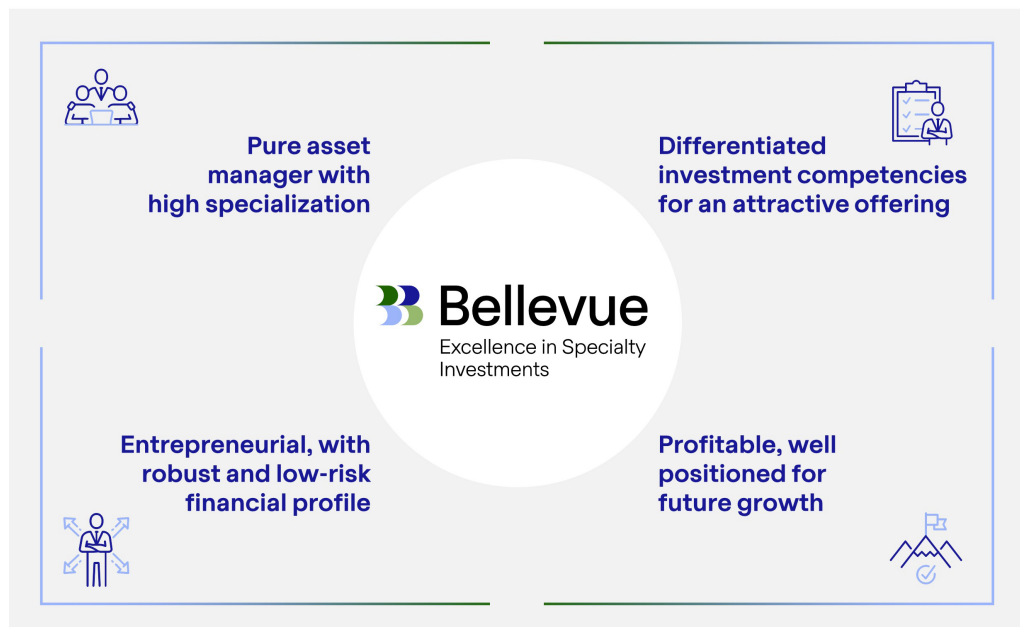 Pure asset
manager with
high specialization
Differentiated
investment competencies
for an attractive offering
Bellevue
Excellence in Specialty
Investments
Entrepreneurial, with
robust and low-risk
financial profile
Profitable, well
positioned for
future growth